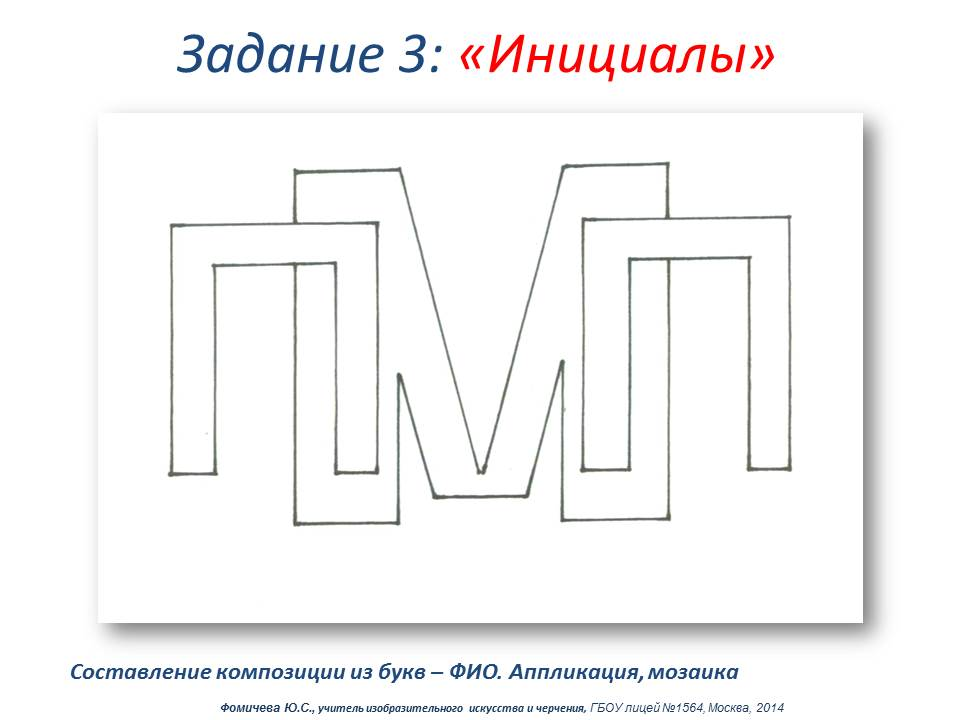 Задание 3: «Инициалы»
ПМП
Составление композиции из букв – ФИО. Аппликация, мозаика
Фомичева Ю.С., учитель изобразительного искусства и черчения, ГБОУ лицей №1564, Москва, 2014